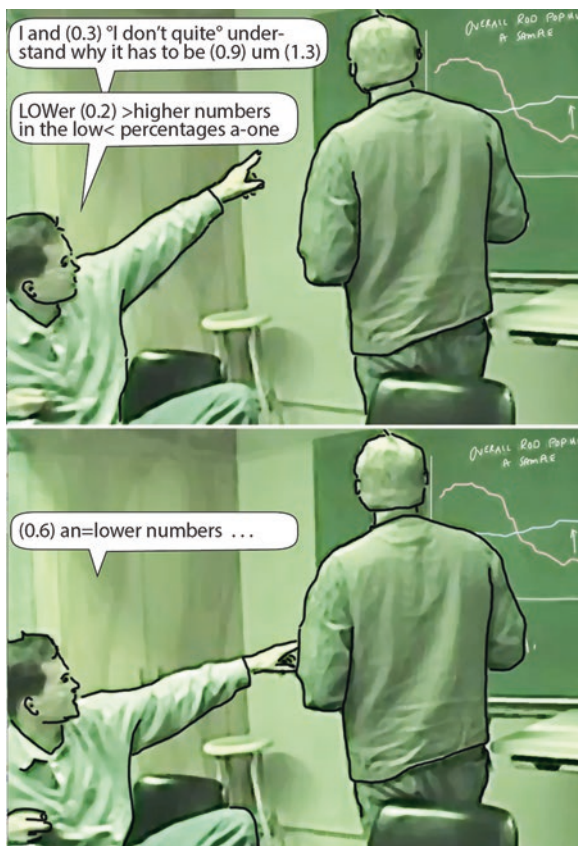 I and (0.3) °I don't quite° under-
stand why it has to be (0.9) um (1.3)
LOWer (0.2) >higher numbers
in the low< percentages a-one
OVERALL ROD POPU
A SAMPLE
(0.6) an=lower numbers ...
OVERALL ROD POPU
A SAMPLE